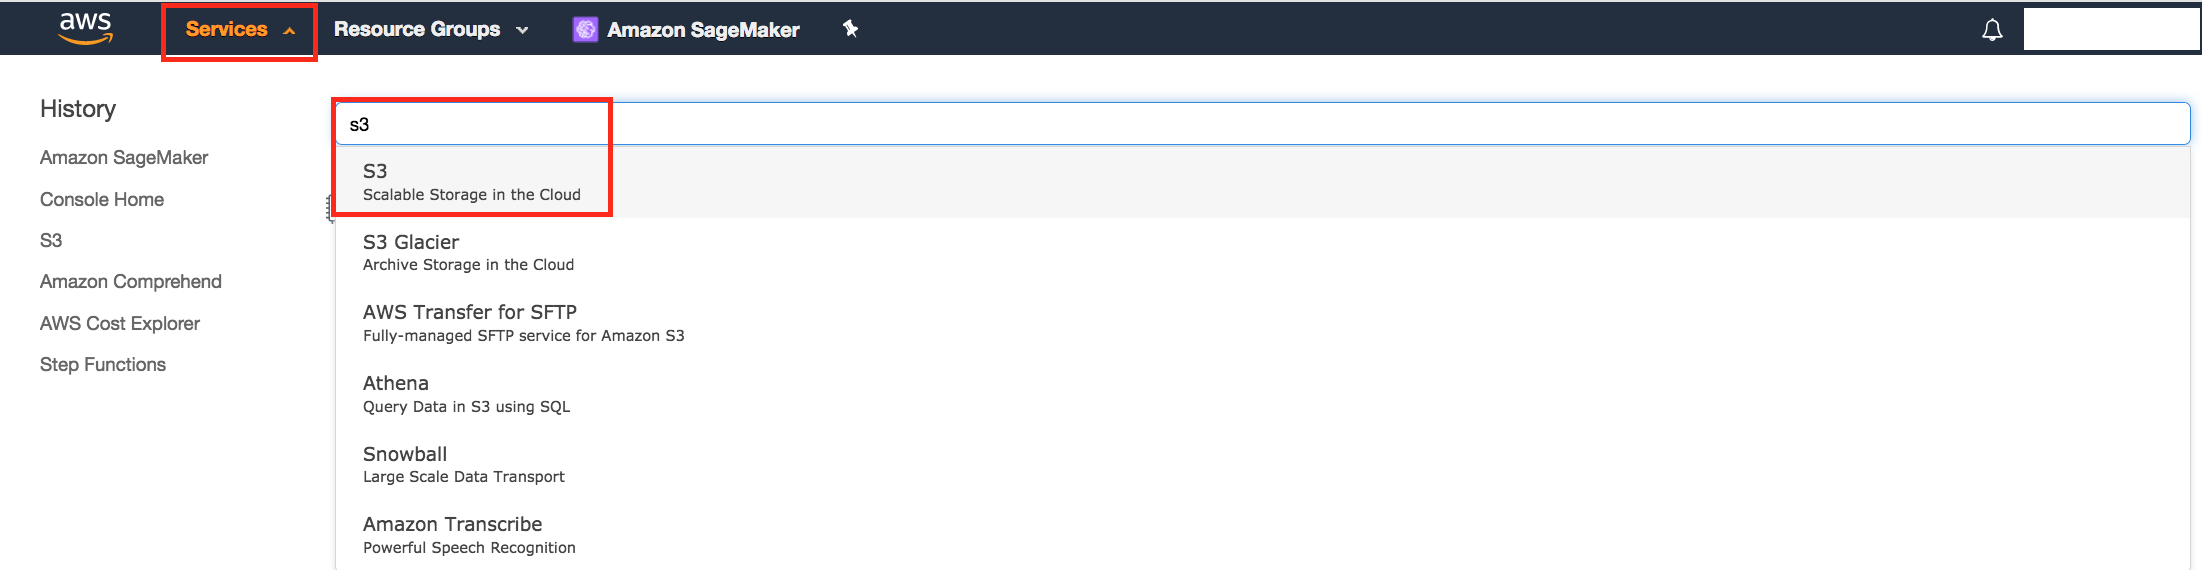 aws
Services
Resource Groups
Amazon SageMaker
History
Amazon SageMaker
Console Home
S3
Amazon Comprehend
AWS Cost Explorer
Step Functions
s3
S3
Scalable Storage in the Cloud
S3 Glacier
Archive Storage in the Cloud
AWS Transfer for SFTP
Fully-managed SFTP service for Amazon S3
Athena
Query Data in S3 using SQL
Snowball
Large Scale Data Transport
Amazon Transcribe
Powerful Speech Recognition